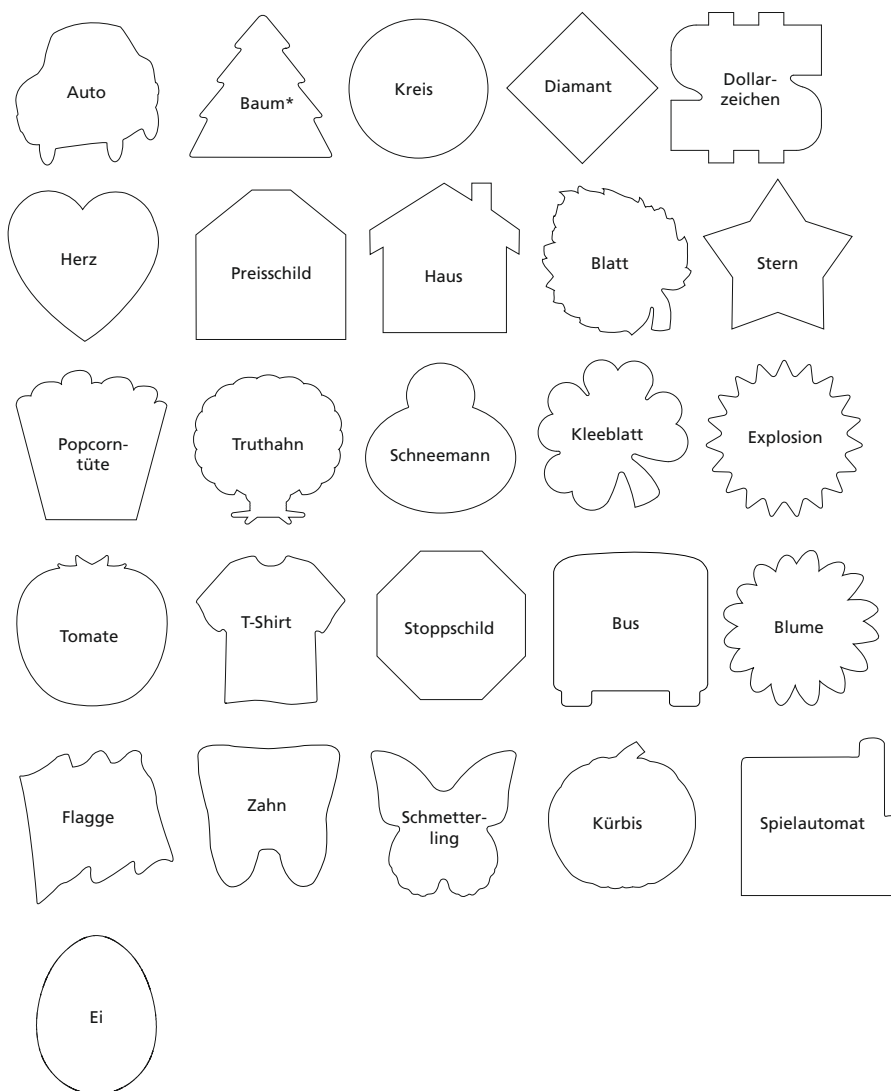 Auto
Baum*
Kreis
Diamant
Dollar-
zeichen
Herz
Preisschild
Haus
Blatt
Stern
Popcorn-
tüte
Truthahn
Schneemann
Kleeblatt
Explosion
Tomate
T-Shirt
Stoppschild
Bus
Blume
Flagge
Zahn
Schmetter-
ling
Kürbis
Spielautomat
Ei